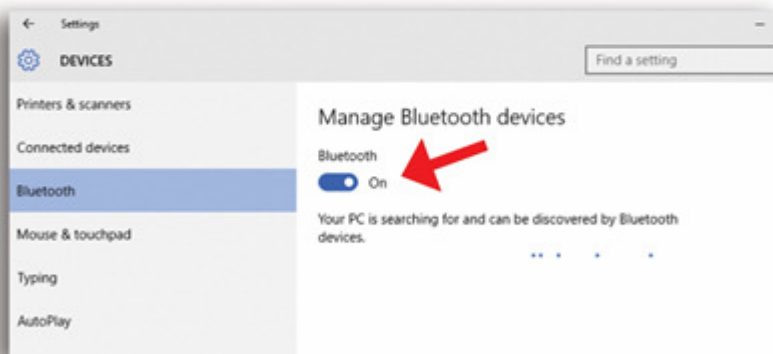 Settings
DEVICES
Find a setting
Printers & scanners
Connected devices
Bluetooth
Mouse & touchpad
Typing
AutoPlay
Manage Bluetooth devices
Bluetooth
On
Your PC is searching for and can be discovered by Bluetooth
devices.